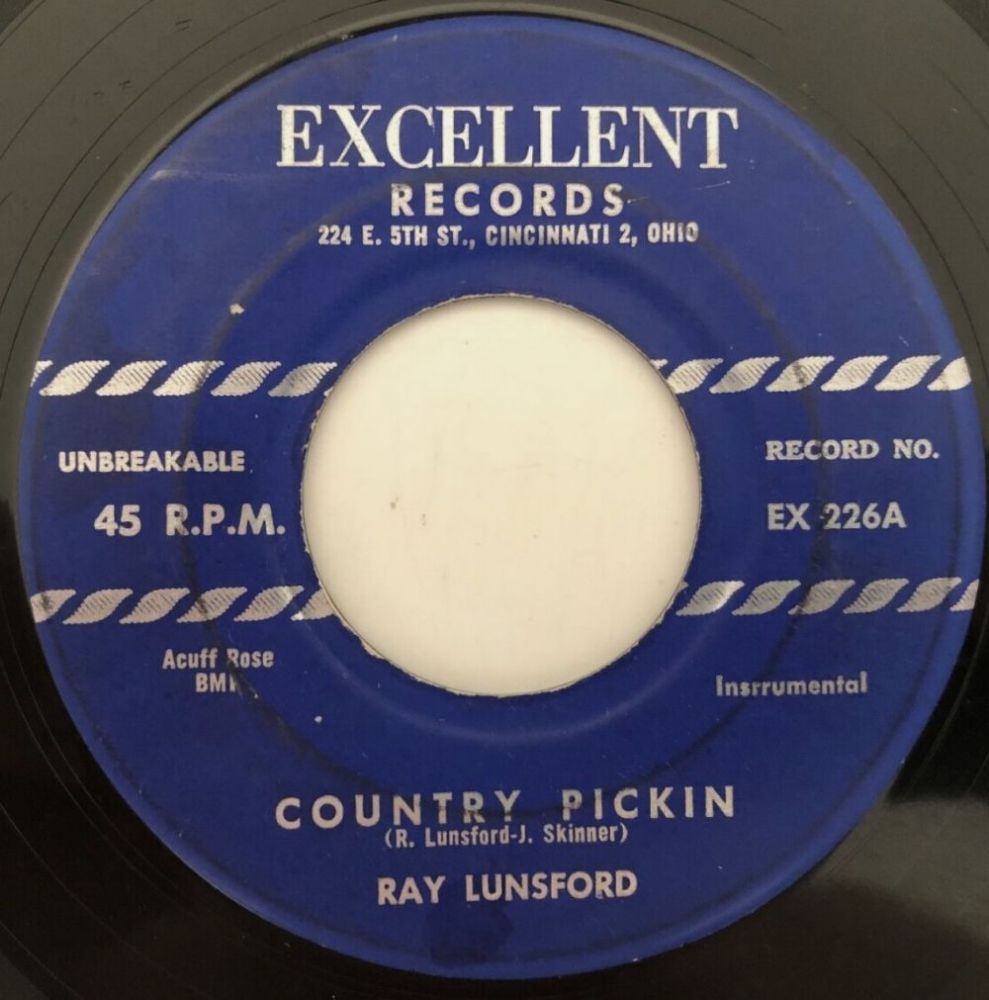 EXCELLENT
RECORDS
224 E. 5TH ST., CINCINNATI 2, OHIO
UNBREAKABLE
45 R.P.M.
RECORD NO.
EX 226A
Acuff Rose
BMI
Insrrumental
COUNTRY PICKIN
(R. Lunsford-J. Skinner)
RAY LUNSFORD